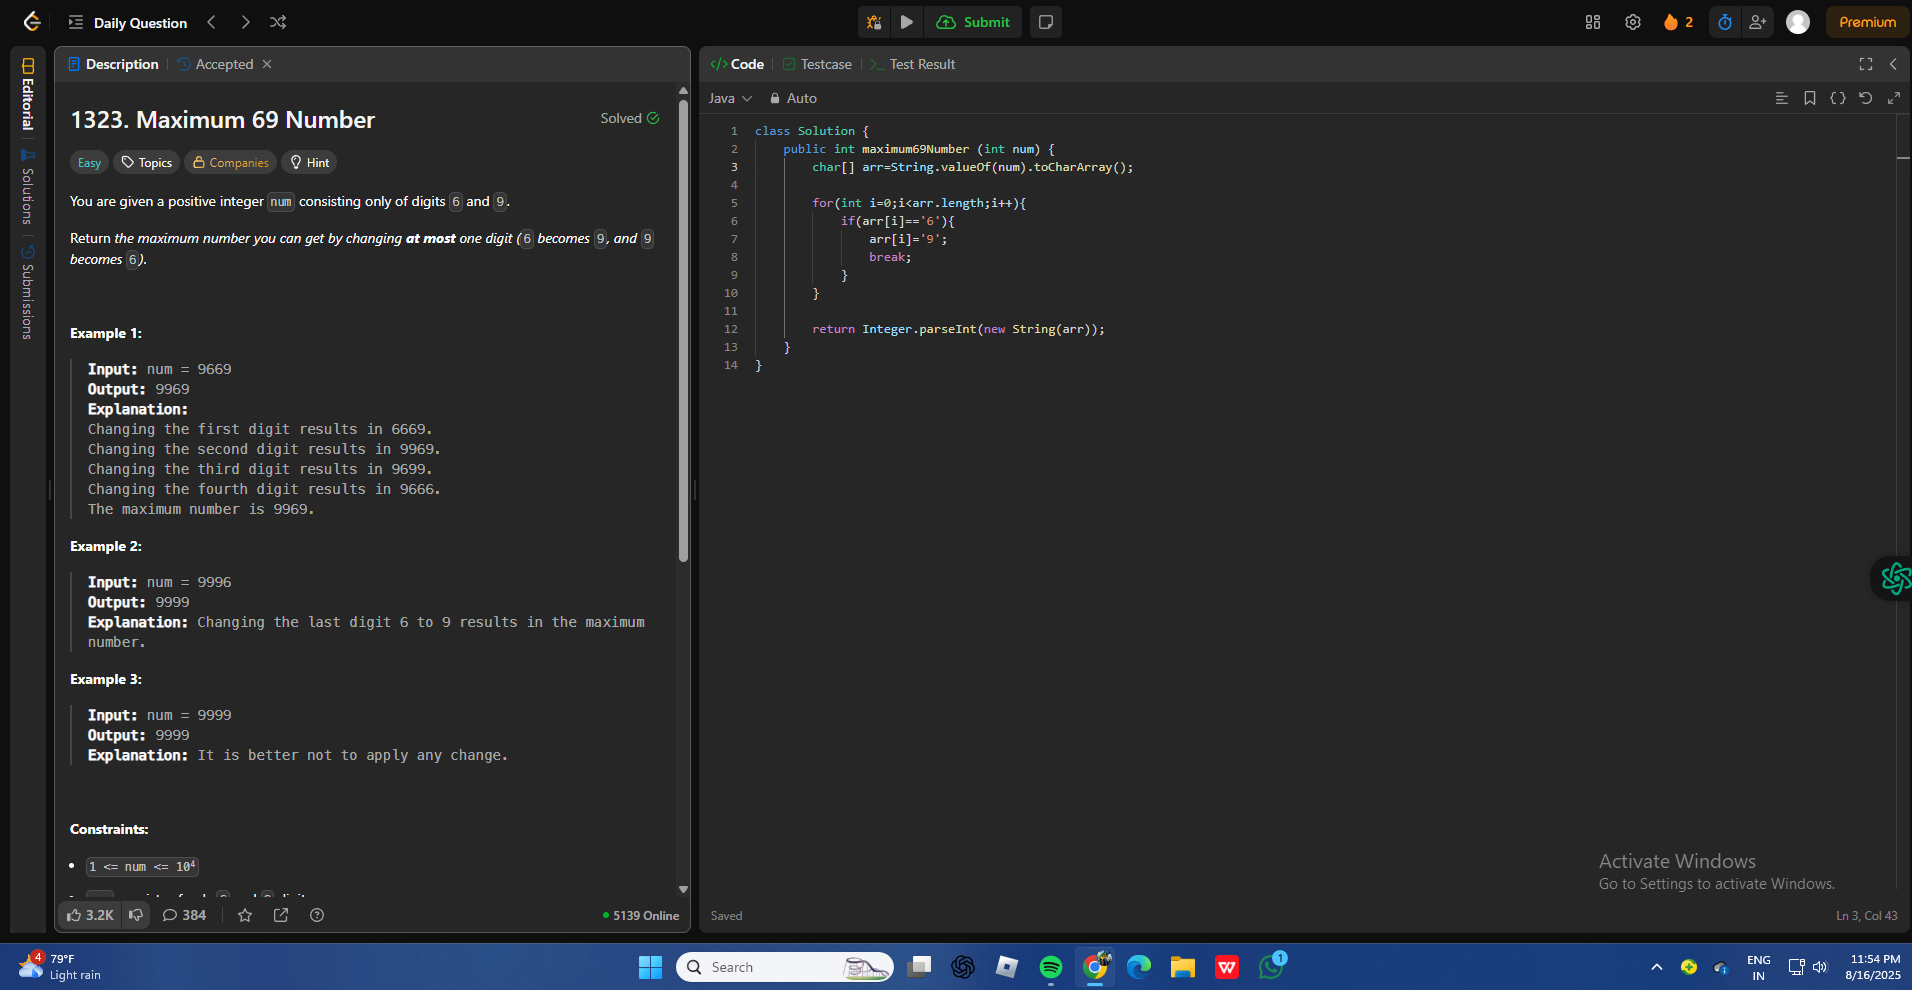 Daily Question
Submit
2
Premium
Editorial
Solutions
Submissions
Description
Accepted
1323. Maximum 69 Number
Solved
Easy
Topics
Companies
Hint
You are given a positive integer num consisting only of digits 6 and 9.
Return the maximum number you can get by changing at most one digit (6 becomes 9, and 9
becomes 6).
Example 1:
Input: num = 9669
Output: 9969
Explanation:
Changing the first digit results in 6669.
Changing the second digit results in 9969.
Changing the third digit results in 9699.
Changing the fourth digit results in 9666.
The maximum number is 9969.
Example 2:
Input: num = 9996
Output: 9999
Explanation: Changing the last digit 6 to 9 results in the maximum
number.
Example 3:
Input: num = 9999
Output: 9999
Explanation: It is better not to apply any change.
Constraints:
1 <= num <= 10⁴
3.2K
384
5139 Online
</> Code
Testcase
>_ Test Result
Java
Auto
1 class Solution {
2 public int maximum69Number (int num) {
3 char[] arr=String.valueOf(num).toCharArray();
4
5 for(int i=0;i<arr.length;i++){
6 if(arr[i]=='6'){
7 arr[i]='9';
8 break;
9 }
10 }
11
12 return Integer.parseInt(new String(arr));
13 }
14 }
Activate Windows
Go to Settings to activate Windows.
Saved
Ln 3, Col 43
4
79°F
Light rain
Search
W
1
ENG
IN
11:54 PM
8/16/2025